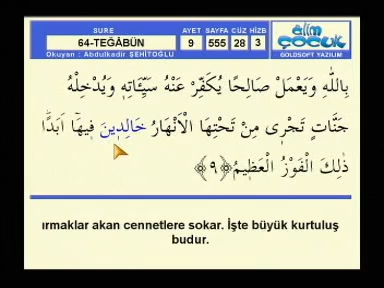 SURE AYET SAYFA CÜZ HİZB
64-TEĞÂBÜN 9 555 28 3
Okuyan : Abdulkadir ŞEHİTOĞLU
Âlim
ÇOCUK
GOLDSOFT YAZILIM
بِاللّٰهِ وَيَعْمَلْ صَالِحًا يُكَفِّرْ عَنْهُ سَيِّـَٔاتِه۪ وَيُدْخِلْهُ
جَنَّاتٍ تَجْر۪ي مِنْ تَحْتِهَا الْاَنْهَارُ خَالِد۪ينَ ف۪يهَٓا اَبَدًاۜ
ذٰلِكَ الْفَوْزُ الْعَظ۪يمُ ﴿٩﴾
ırmaklar akan cennetlere sokar. İşte büyük kurtuluş
budur.